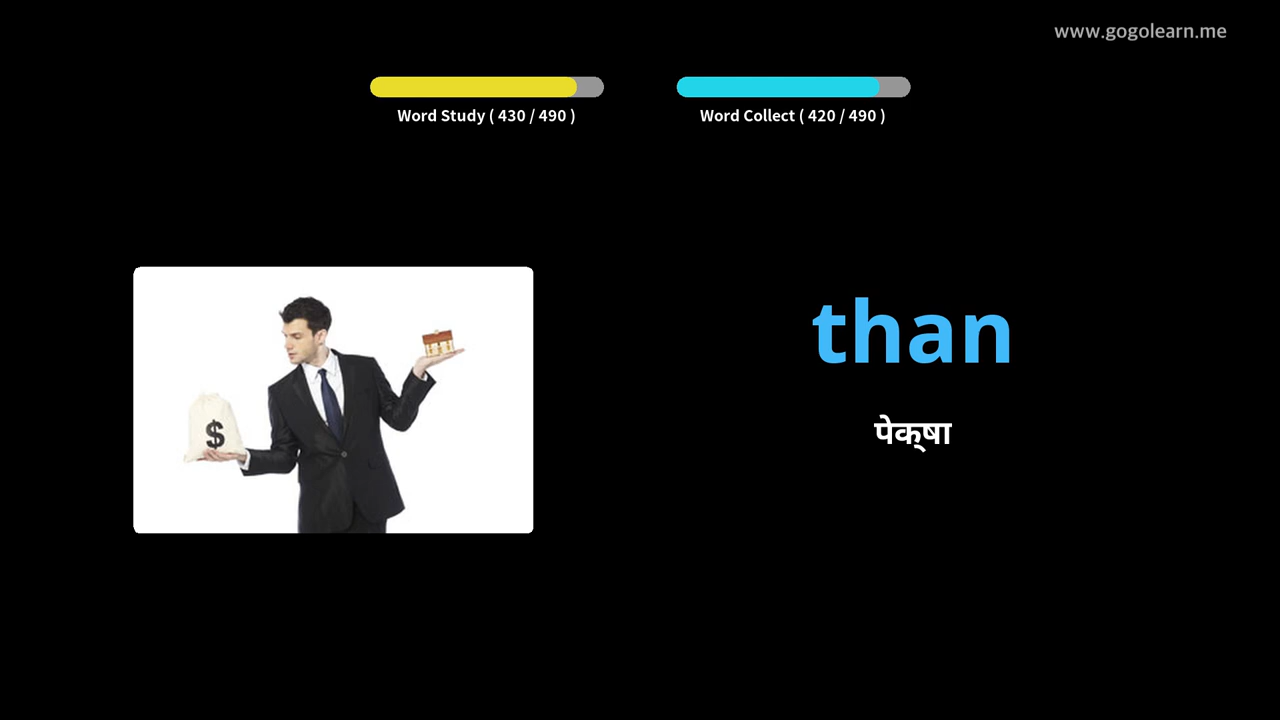 www.gogolearn.me
Word Study ( 430 / 490 )
Word Collect ( 420 / 490 )
than
पेक्षा
$